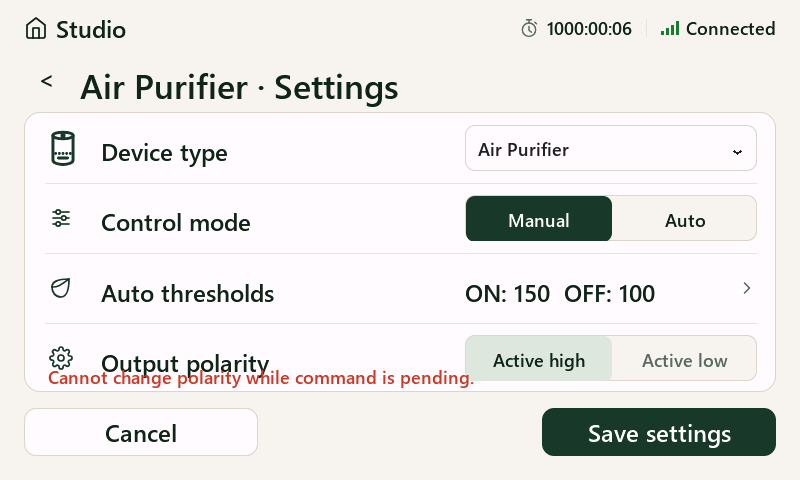 Studio
1000:00:06
Connected
< Air Purifier · Settings
Device type
Air Purifier
Control mode
Manual
Auto
Auto thresholds
ON: 150 OFF: 100
Output polarity
Active high
Active low
Cannot change polarity while command is pending.
Cancel
Save settings